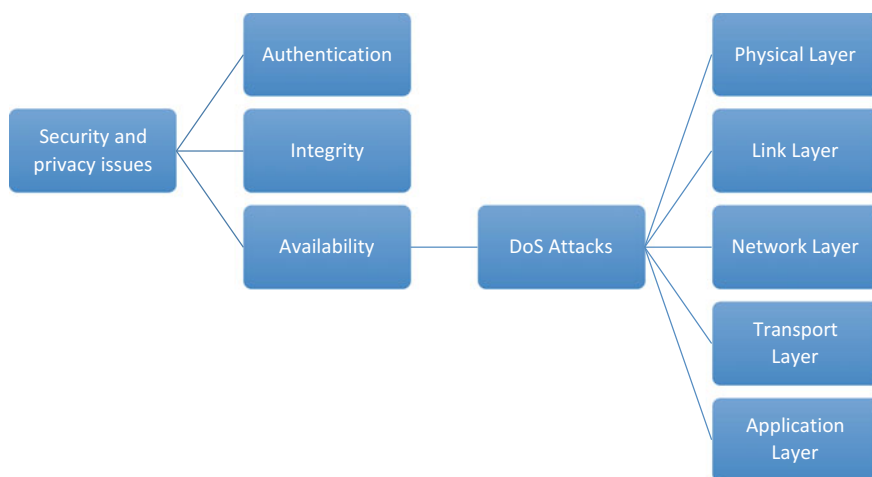 Security and
privacy issues
Authentication
Integrity
Availability
DoS Attacks
Physical Layer
Link Layer
Network Layer
Transport
Layer
Application
Layer